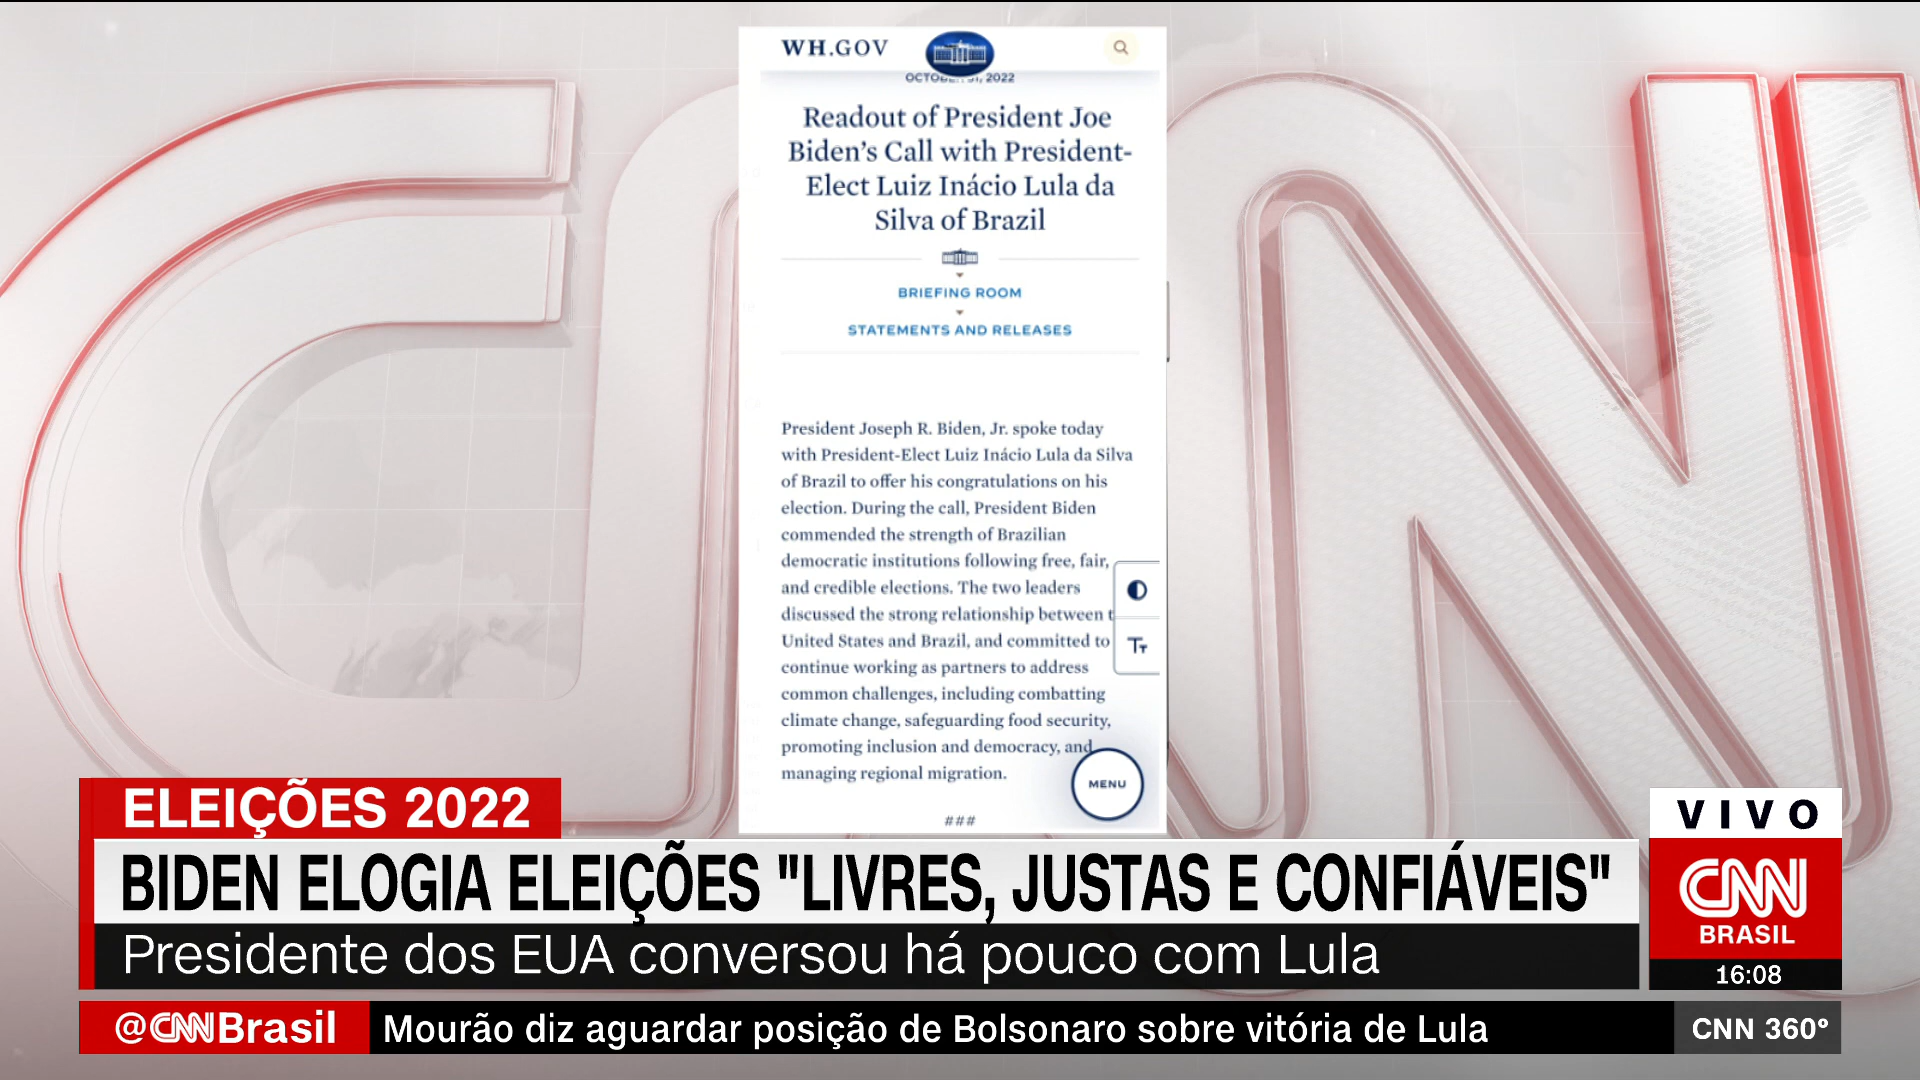 WH.GOV
OCTOBER 31, 2022
Readout of President Joe
Biden's Call with President-
Elect Luiz Inácio Lula da
Silva of Brazil
BRIEFING ROOM
STATEMENTS AND RELEASES
President Joseph R. Biden, Jr. spoke today
with President-Elect Luiz Inácio Lula da Silva
of Brazil to offer his congratulations on his
election. During the call, President Biden
commended the strength of Brazilian
democratic institutions following free, fair,
and credible elections. The two leaders
discussed the strong relationship between
United States and Brazil, and committed to
continue working as partners to address
common challenges, including combatting
climate change, safeguarding food security,
promoting inclusion and democracy, and
managing regional migration.
Tт
MENU
###
ELEIÇÕES 2022
BIDEN ELOGIA ELEIÇÕES "LIVRES, JUSTAS E CONFIÁVEIS"
Presidente dos EUA conversou há pouco com Lula
VIVO
CNN
BRASIL
16:08
@CNNBrasil
Mourão diz aguardar posição de Bolsonaro sobre vitória de Lula
CNN 360°